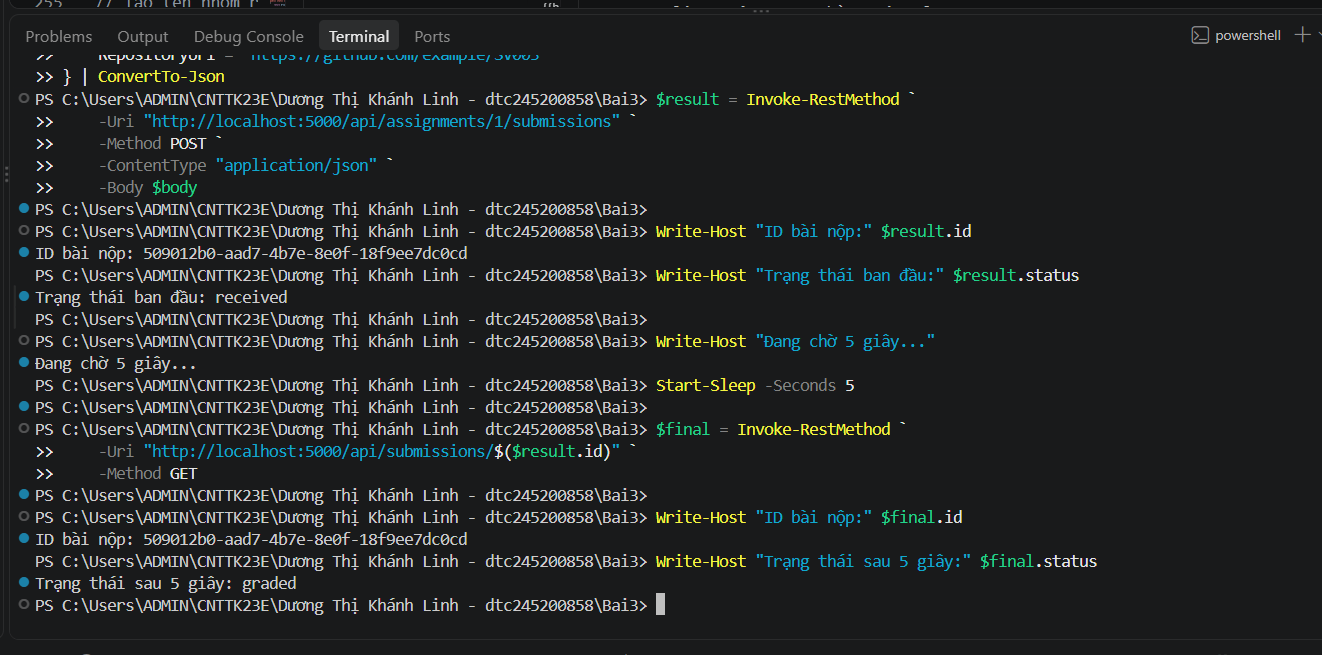 255 // Tạo tên nhóm r
Problems Output Debug Console Terminal Ports powershell
>> RepositoryUrl = "https://github.com/example/SV003"
>> } | ConvertTo-Json
PS C:\Users\ADMIN\CNTTK23E\Dương Thị Khánh Linh - dtc245200858\Bai3> $result = Invoke-RestMethod `
>> -Uri "http://localhost:5000/api/assignments/1/submissions" `
>> -Method POST `
>> -ContentType "application/json" `
>> -Body $body
PS C:\Users\ADMIN\CNTTK23E\Dương Thị Khánh Linh - dtc245200858\Bai3>
PS C:\Users\ADMIN\CNTTK23E\Dương Thị Khánh Linh - dtc245200858\Bai3> Write-Host "ID bài nộp:" $result.id
ID bài nộp: 509012b0-aad7-4b7e-8e0f-18f9ee7dc0cd
PS C:\Users\ADMIN\CNTTK23E\Dương Thị Khánh Linh - dtc245200858\Bai3> Write-Host "Trạng thái ban đầu:" $result.status
Trạng thái ban đầu: received
PS C:\Users\ADMIN\CNTTK23E\Dương Thị Khánh Linh - dtc245200858\Bai3>
PS C:\Users\ADMIN\CNTTK23E\Dương Thị Khánh Linh - dtc245200858\Bai3> Write-Host "Đang chờ 5 giây..."
Đang chờ 5 giây...
PS C:\Users\ADMIN\CNTTK23E\Dương Thị Khánh Linh - dtc245200858\Bai3> Start-Sleep -Seconds 5
PS C:\Users\ADMIN\CNTTK23E\Dương Thị Khánh Linh - dtc245200858\Bai3>
PS C:\Users\ADMIN\CNTTK23E\Dương Thị Khánh Linh - dtc245200858\Bai3> $final = Invoke-RestMethod `
>> -Uri "http://localhost:5000/api/submissions/$($result.id)" `
>> -Method GET
PS C:\Users\ADMIN\CNTTK23E\Dương Thị Khánh Linh - dtc245200858\Bai3>
PS C:\Users\ADMIN\CNTTK23E\Dương Thị Khánh Linh - dtc245200858\Bai3> Write-Host "ID bài nộp:" $final.id
ID bài nộp: 509012b0-aad7-4b7e-8e0f-18f9ee7dc0cd
PS C:\Users\ADMIN\CNTTK23E\Dương Thị Khánh Linh - dtc245200858\Bai3> Write-Host "Trạng thái sau 5 giây:" $final.status
Trạng thái sau 5 giây: graded
PS C:\Users\ADMIN\CNTTK23E\Dương Thị Khánh Linh - dtc245200858\Bai3>